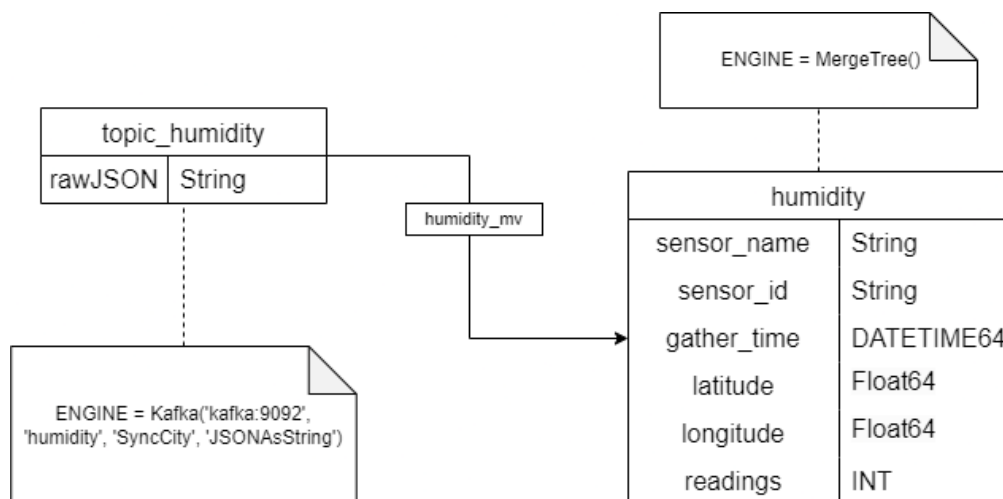 ENGINE = MergeTree()
topic_humidity
rawJSON String
humidity_mv
humidity
sensor_name String
sensor_id String
gather_time DATETIME64
latitude Float64
longitude Float64
readings INT
ENGINE = Kafka('kafka:9092',
'humidity', 'SyncCity', 'JSONAsString')